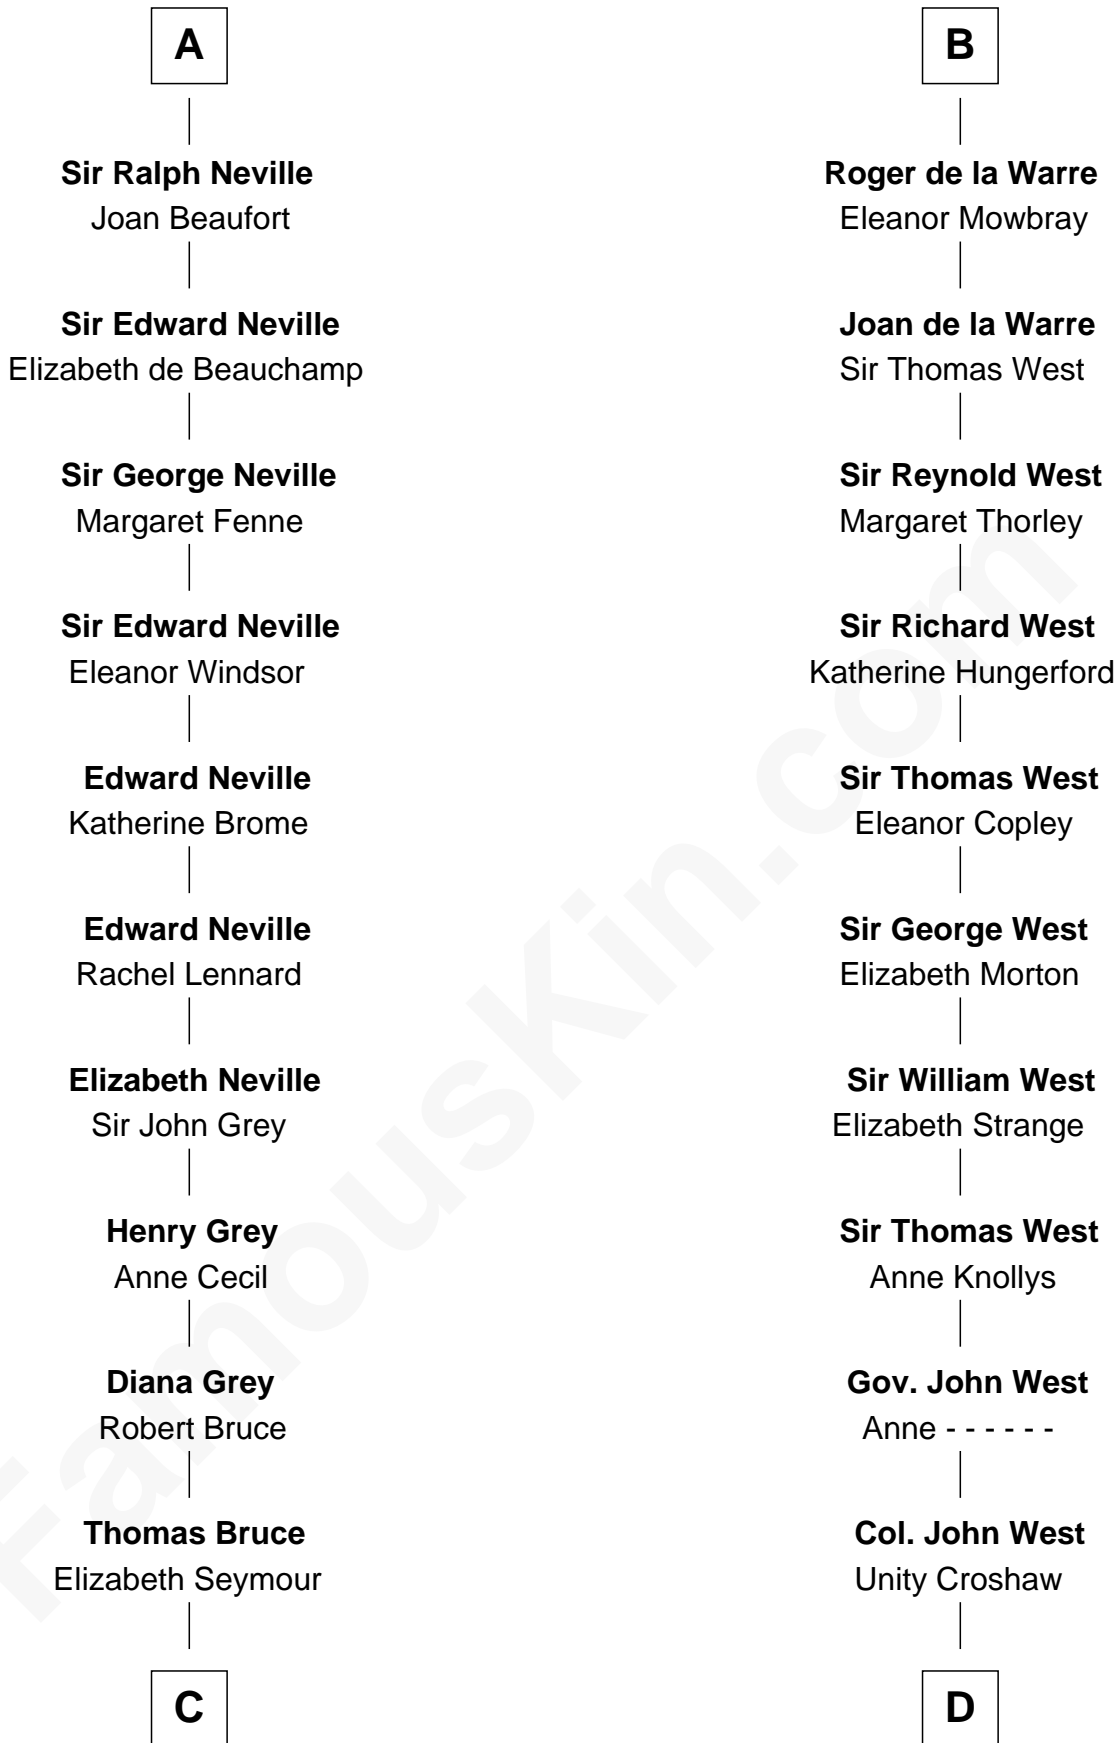 A
Sir Ralph Neville
Joan Beaufort
Sir Edward Neville
Elizabeth de Beauchamp
Sir George Neville
Margaret Fenne
Sir Edward Neville
Eleanor Windsor
Edward Neville
Katherine Brome
Edward Neville
Rachel Lennard
Elizabeth Neville
Sir John Grey
Henry Grey
Anne Cecil
Diana Grey
Robert Bruce
Thomas Bruce
Elizabeth Seymour
C
B
Roger de la Warre
Eleanor Mowbray
Joan de la Warre
Sir Thomas West
Sir Reynold West
Margaret Thorley
Sir Richard West
Katherine Hungerford
Sir Thomas West
Eleanor Copley
Sir George West
Elizabeth Morton
Sir William West
Elizabeth Strange
Sir Thomas West
Anne Knollys
Gov. John West
Anne - - - - - -
Col. John West
Unity Croshaw
D
FamousKin.com